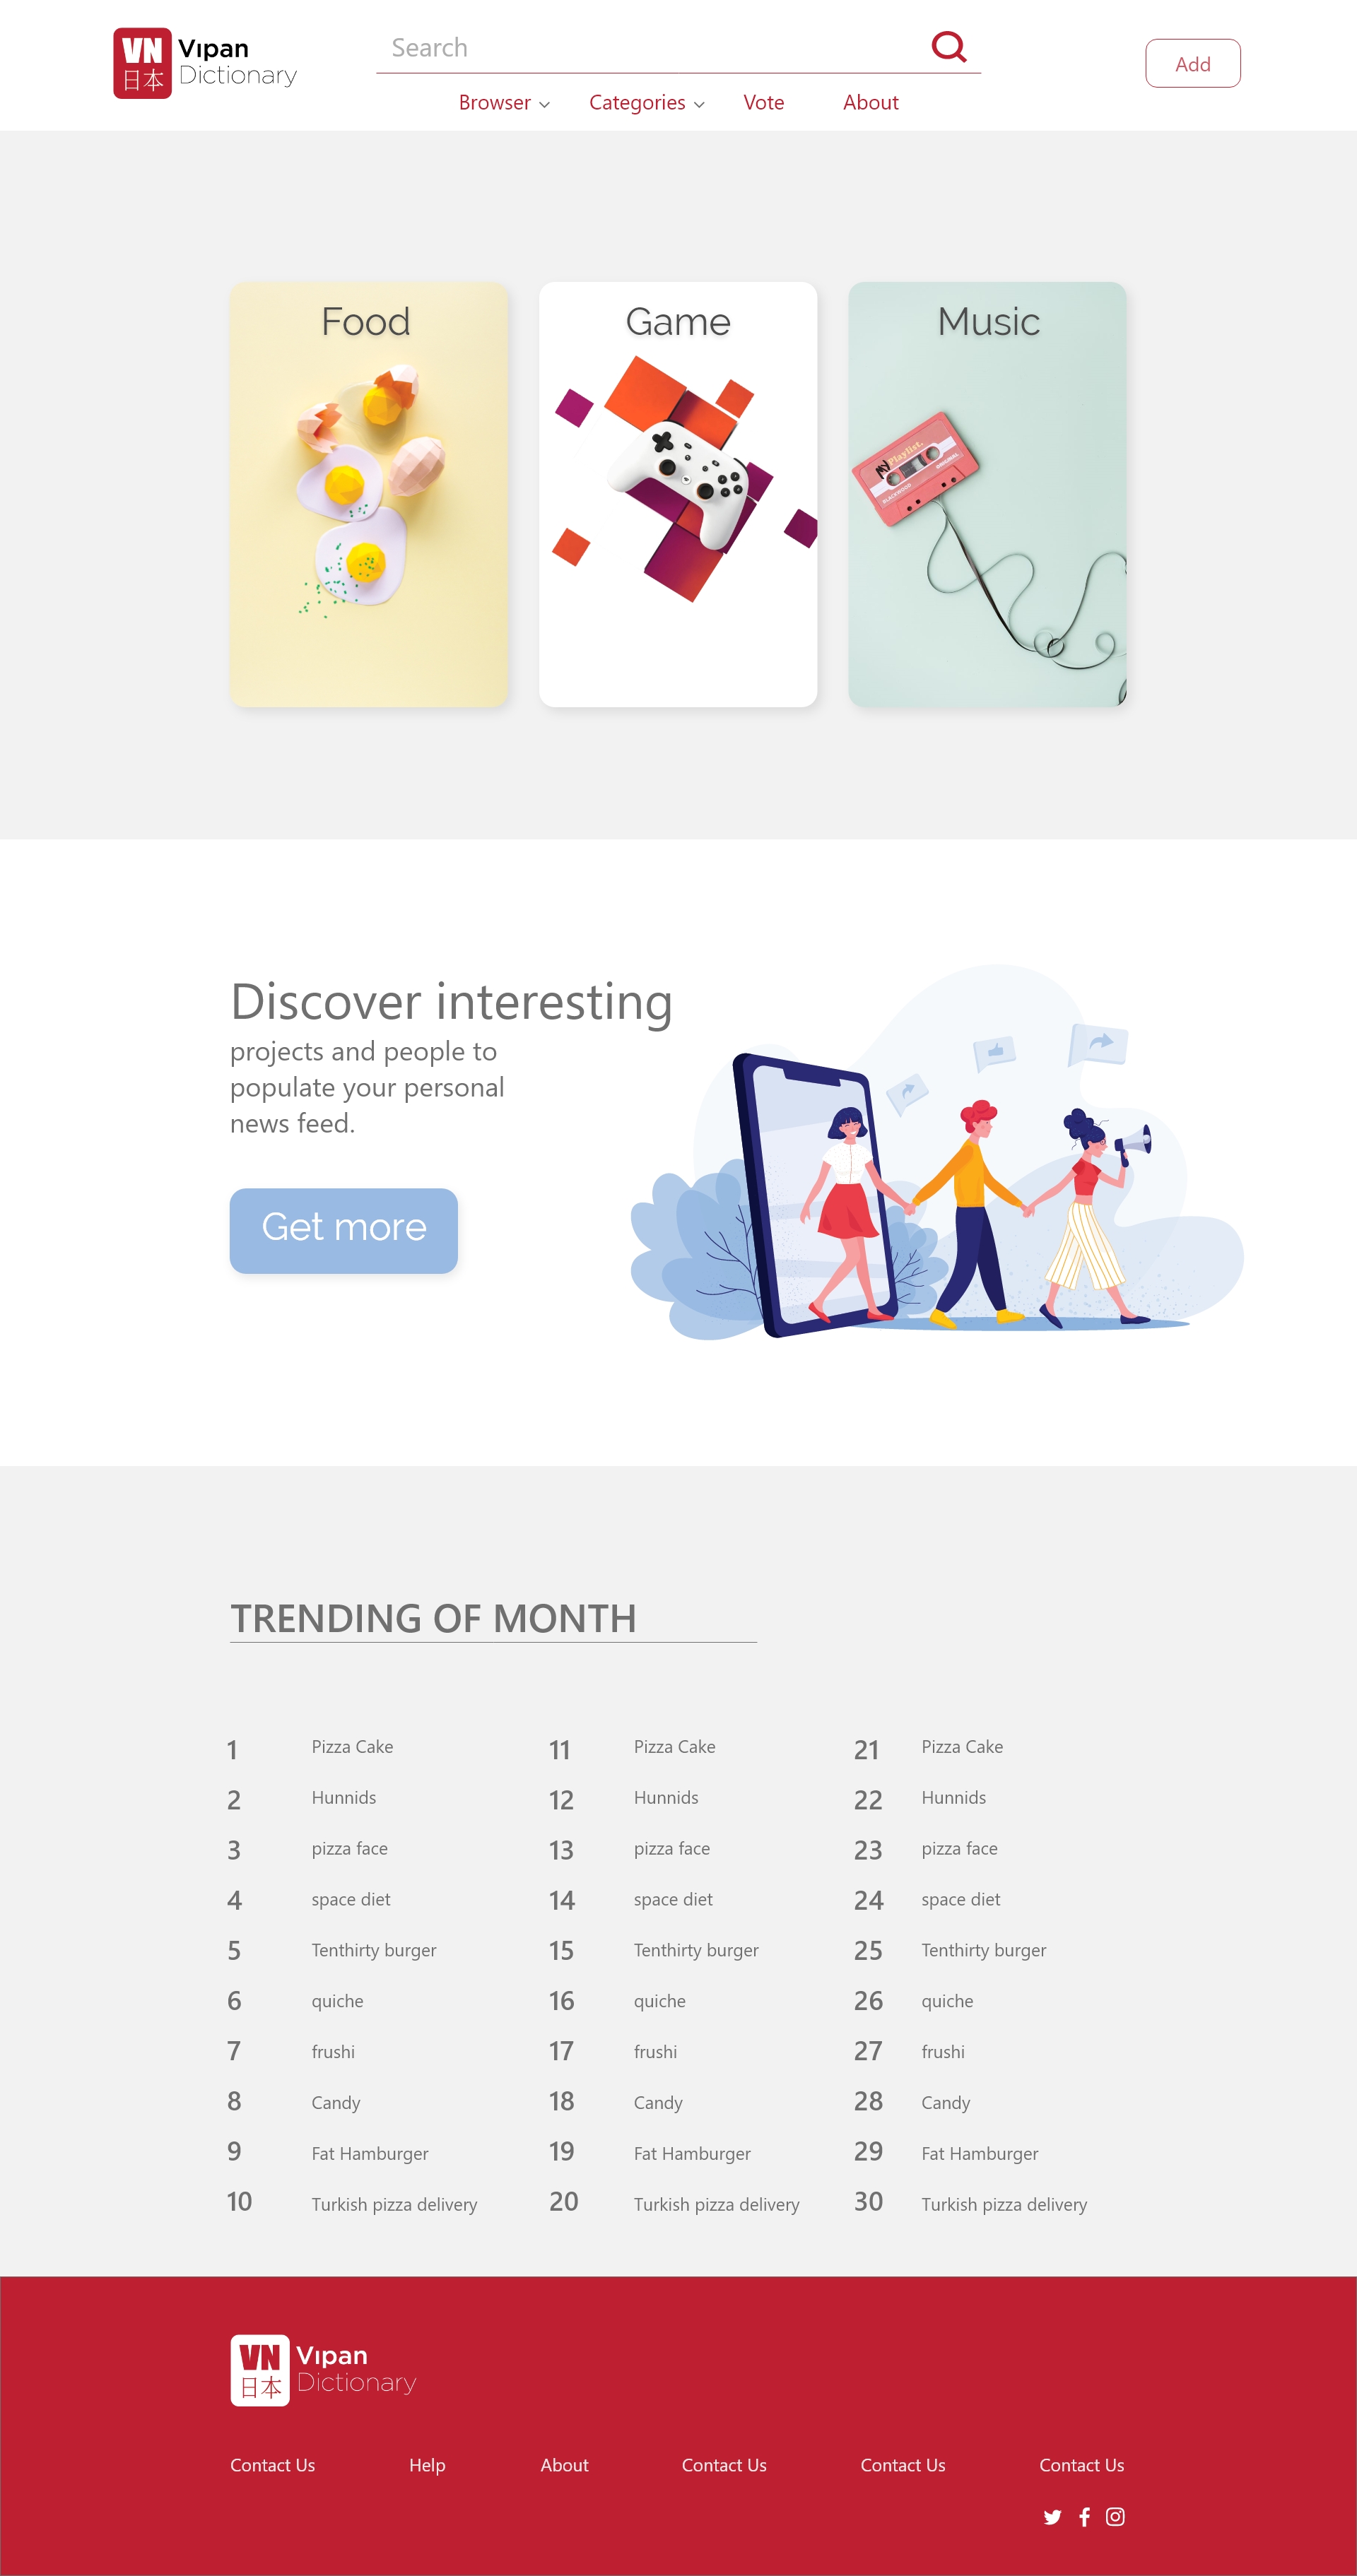 VN
日本
Vıpan
Dictionary
Search
Add
Browser
Categories
Vote
About
Food
Game
Music
MY Playlist.
BLACKWOOD
ORIGINAL
Discover interesting
projects and people to
populate your personal
news feed.
Get more
TRENDING OF MONTH
1 Pizza Cake
2 Hunnids
3 pizza face
4 space diet
5 Tenthirty burger
6 quiche
7 frushi
8 Candy
9 Fat Hamburger
10 Turkish pizza delivery
11 Pizza Cake
12 Hunnids
13 pizza face
14 space diet
15 Tenthirty burger
16 quiche
17 frushi
18 Candy
19 Fat Hamburger
20 Turkish pizza delivery
21 Pizza Cake
22 Hunnids
23 pizza face
24 space diet
25 Tenthirty burger
26 quiche
27 frushi
28 Candy
29 Fat Hamburger
30 Turkish pizza delivery
VN
日本
Vıpan
Dictionary
Contact Us
Help
About
Contact Us
Contact Us
Contact Us